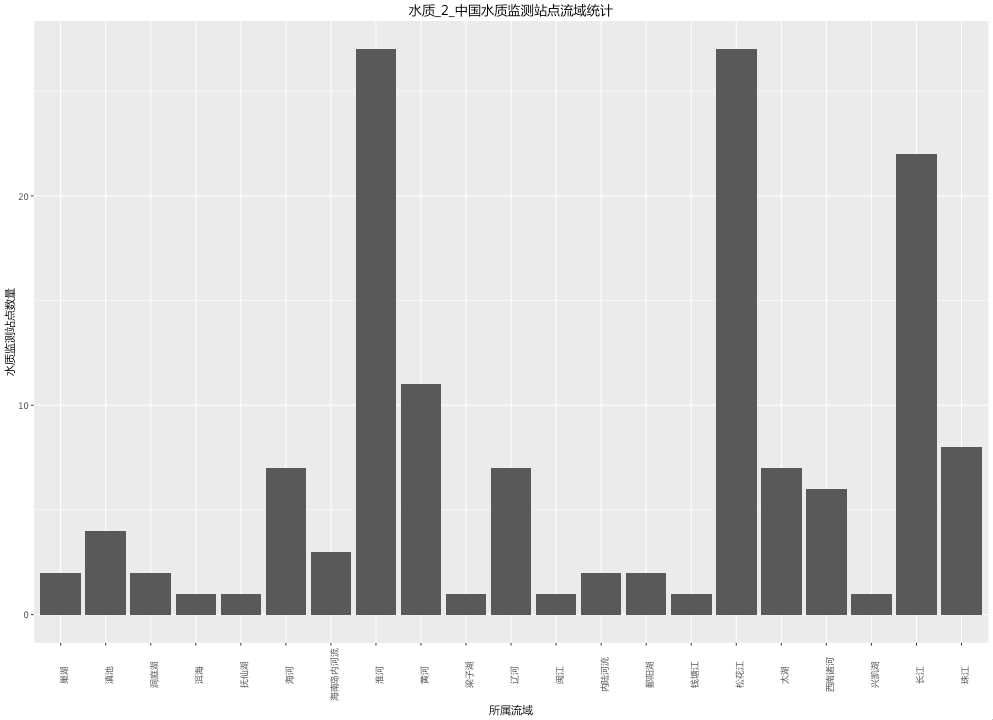 水质_2_中国水质监测站点流域统计
水质监测站点数量
20
10
0
巢湖
滇池
洞庭湖
洱海
抚仙湖
海河
海南岛内河流
淮河
黄河
梁子湖
辽河
闽江
内陆河流
鄱阳湖
钱塘江
松花江
太湖
西南诸河
兴凯湖
长江
珠江
所属流域